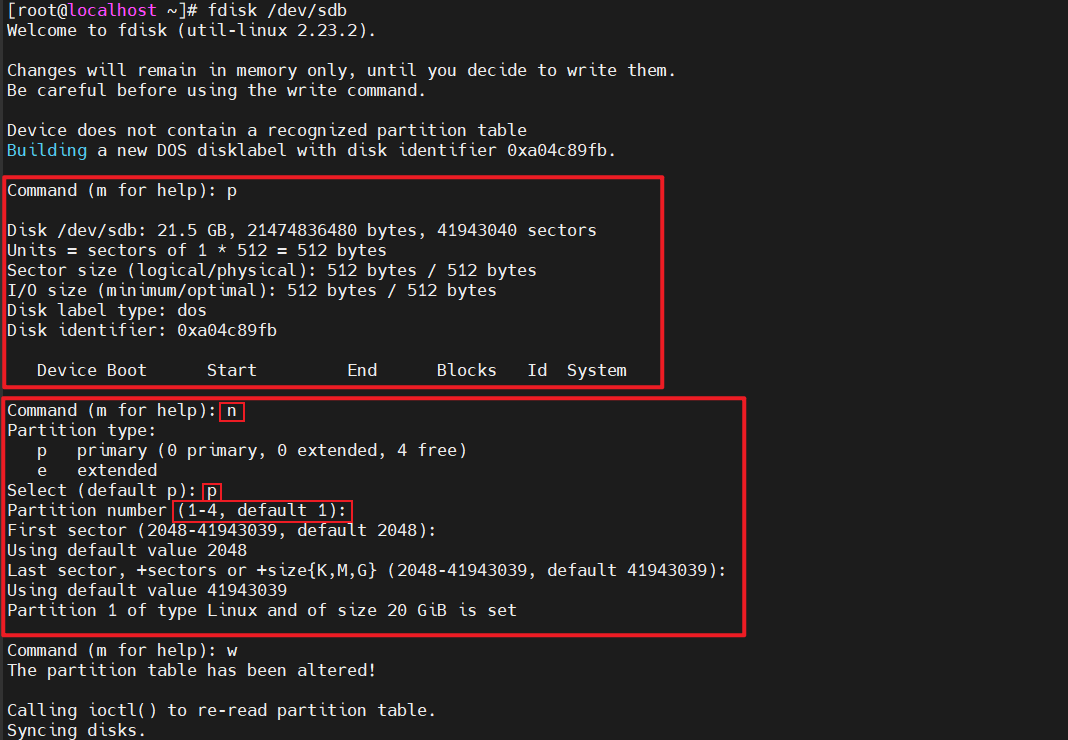 [root@localhost ~]# fdisk /dev/sdb
Welcome to fdisk (util-linux 2.23.2).
Changes will remain in memory only, until you decide to write them.
Be careful before using the write command.
Device does not contain a recognized partition table
Building a new DOS disklabel with disk identifier 0xa04c89fb.
Command (m for help): p
Disk /dev/sdb: 21.5 GB, 21474836480 bytes, 41943040 sectors
Units = sectors of 1 * 512 = 512 bytes
Sector size (logical/physical): 512 bytes / 512 bytes
I/O size (minimum/optimal): 512 bytes / 512 bytes
Disk label type: dos
Disk identifier: 0xa04c89fb
   Device Boot      Start         End      Blocks   Id  System
Command (m for help): n
Partition type:
   p   primary (0 primary, 0 extended, 4 free)
   e   extended
Select (default p): p
Partition number (1-4, default 1):
First sector (2048-41943039, default 2048):
Using default value 2048
Last sector, +sectors or +size{K,M,G} (2048-41943039, default 41943039):
Using default value 41943039
Partition 1 of type Linux and of size 20 GiB is set
Command (m for help): w
The partition table has been altered!
Calling ioctl() to re-read partition table.
Syncing disks.